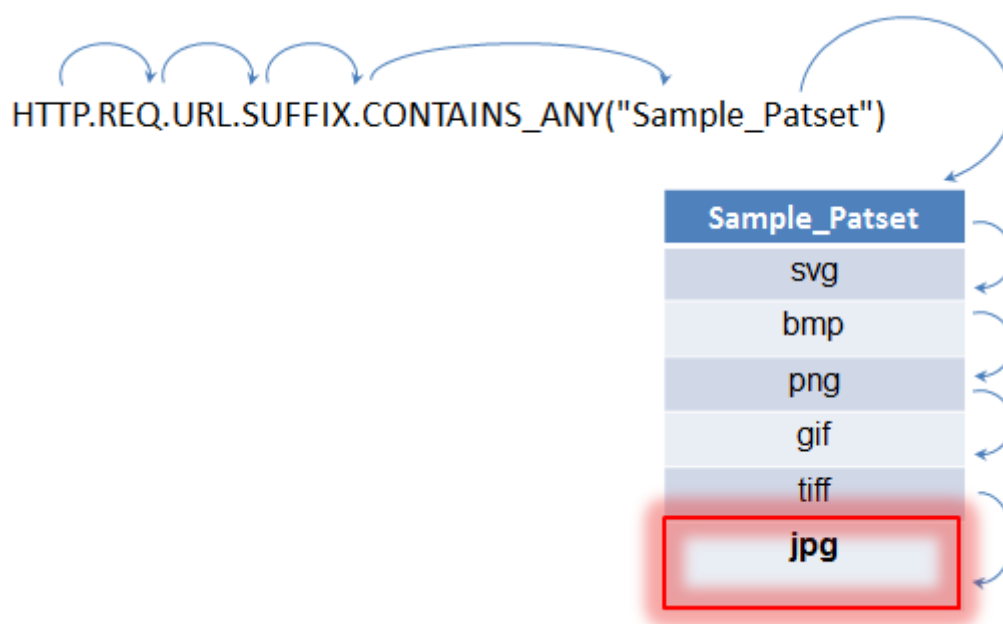 HTTP.REQ.URL.SUFFIX.CONTAINS_ANY("Sample_Patset")
Sample_Patset
svg
bmp
png
gif
tiff
jpg